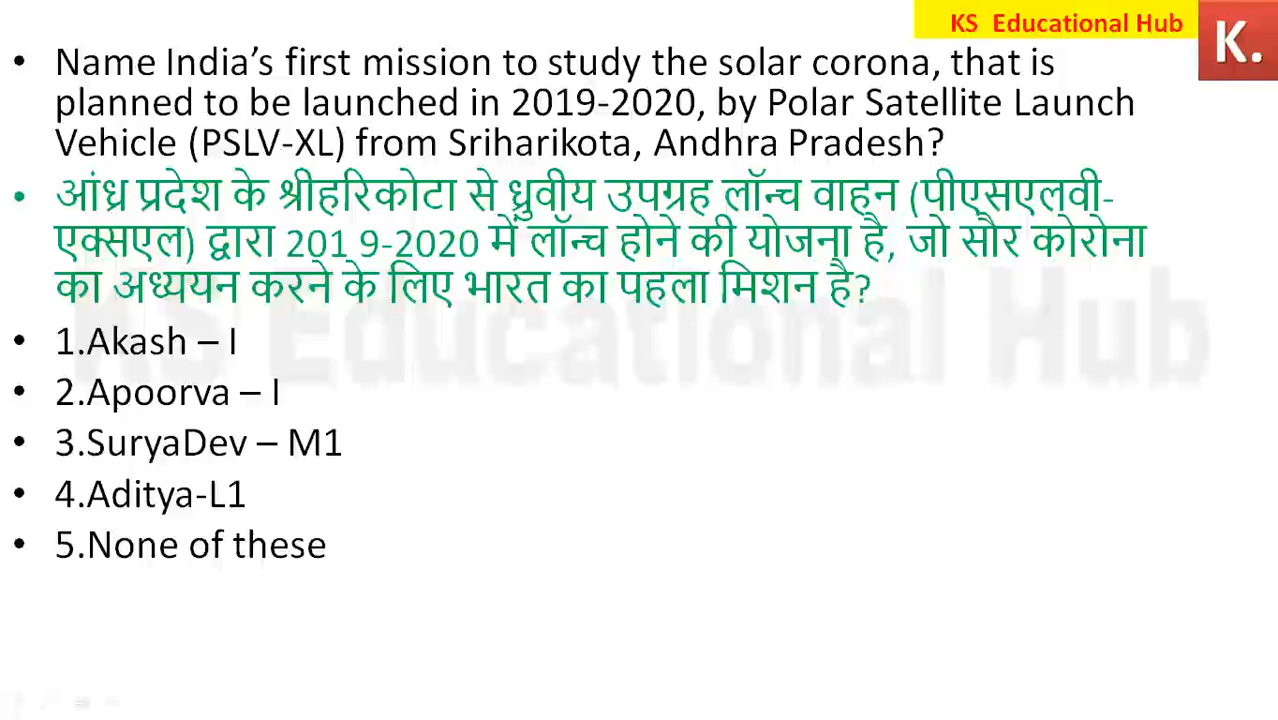 KS Educational Hub
K.
• Name India’s first mission to study the solar corona, that is
planned to be launched in 2019-2020, by Polar Satellite Launch
Vehicle (PSLV-XL) from Sriharikota, Andhra Pradesh?
• आंध्र प्रदेश के श्रीहरिकोटा से ध्रुवीय उपग्रह लॉन्च वाहन (पीएसएलवी-
एक्सएल) द्वारा 201 9-2020 में लॉन्च होने की योजना है, जो सौर कोरोना
का अध्ययन करने के लिए भारत का पहला मिशन है?
• 1.Akash – I
• 2.Apoorva – I
• 3.SuryaDev – M1
• 4.Aditya-L1
• 5.None of these
KS Educational Hub